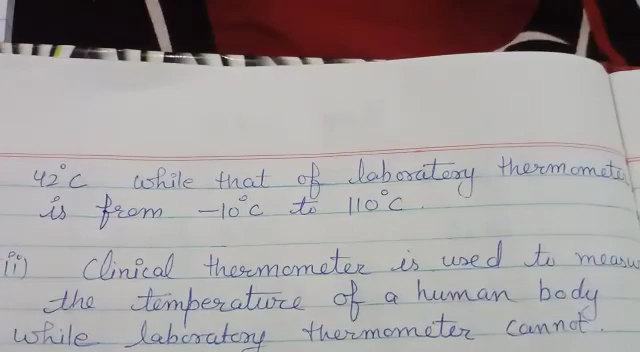 42°C while that of laboratory thermomete
is from -10°C to 110°C.
ii) Clinical thermometer is used to measu
the temperature of a human body
while laboratory thermometer cannot.